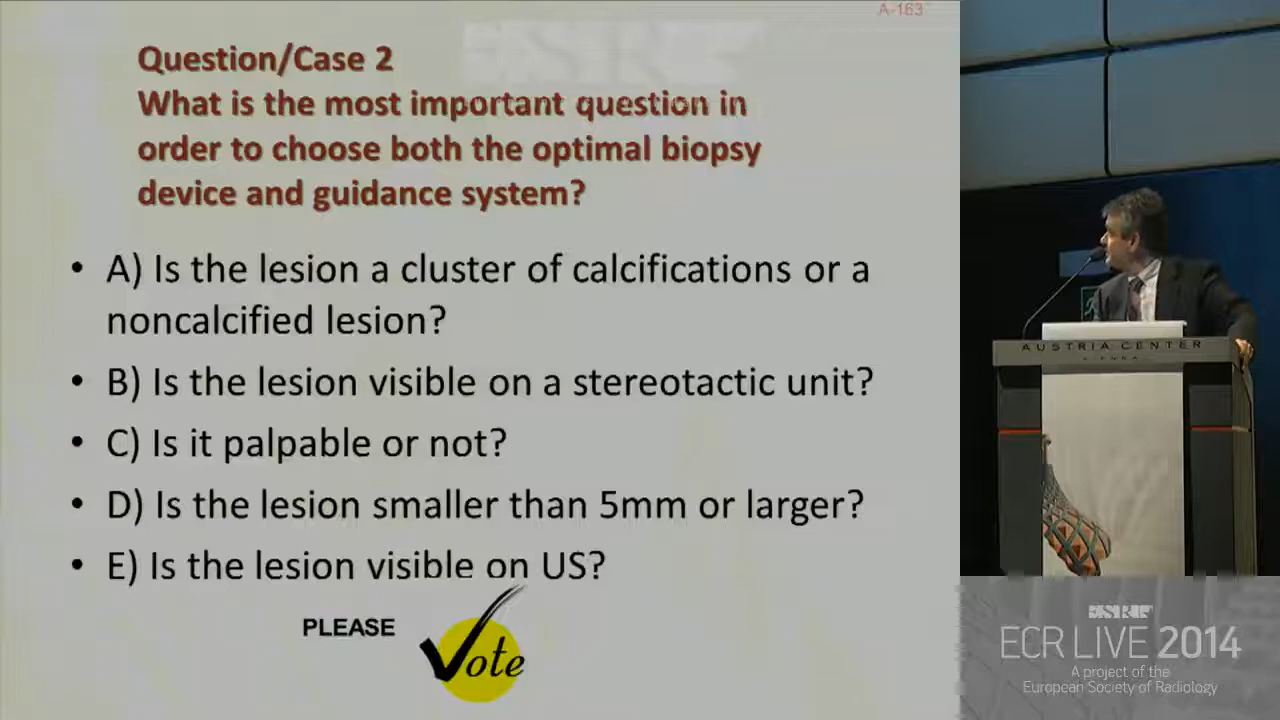 A-163
Question/Case 2
What is the most important question in
order to choose both the optimal biopsy
device and guidance system?
• A) Is the lesion a cluster of calcifications or a
noncalcified lesion?
• B) Is the lesion visible on a stereotactic unit?
• C) Is it palpable or not?
• D) Is the lesion smaller than 5mm or larger?
• E) Is the lesion visible on US?
PLEASE
Vote
AUSTRIA CENTER
ECR LIVE 2014
A project of the
European Society of Radiology